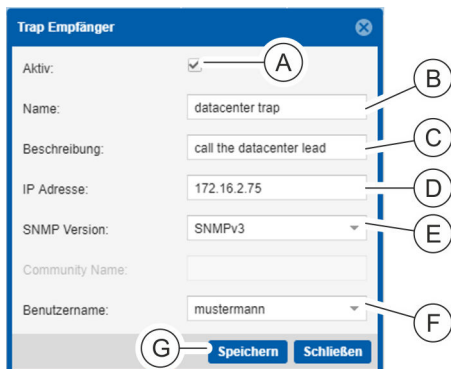 Trap Empfänger
Aktiv: A
Name: datacenter trap B
Beschreibung: call the datacenter lead C
IP Adresse: 172.16.2.75 D
SNMP Version: SNMPv3 E
Community Name:
Benutzername: mustermann F
G Speichern Schließen